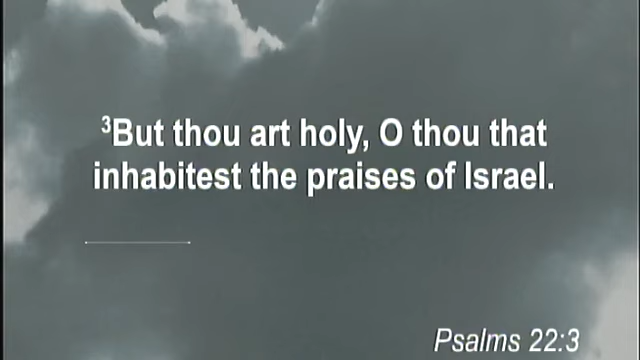 ³But thou art holy, O thou that
inhabitest the praises of Israel.
Psalms 22:3